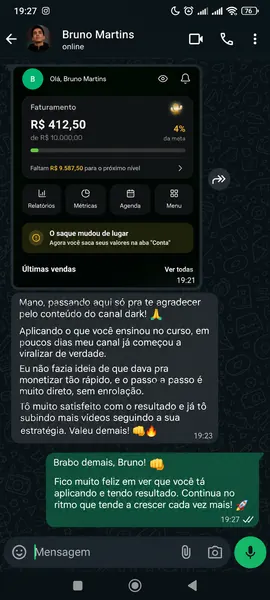 19:27
76
Bruno Martins
online
B
Olá, Bruno Martins
Faturamento
R$ 412,50
de R$ 10.000,00
4%
da meta
Faltam R$ 9.587,50 para o próximo nível
Relatórios
Métricas
Agenda
Menu
O saque mudou de lugar
Agora você saca seus valores na aba "Conta"
Últimas vendas
Ver todas
19:21
Mano, passando aqui só pra te agradecer
pelo conteúdo do canal dark! 🙏
Aplicando o que você ensinou no curso, em
poucos dias meu canal já começou a
viralizar de verdade.
Eu não fazia ideia de que dava pra
monetizar tão rápido, e o passo a passo é
muito direto, sem enrolação.
Tô muito satisfeito com o resultado e já tô
subindo mais vídeos seguindo a sua
estratégia. Valeu demais! 👊🔥
19:23
Brabo demais, Bruno! 👊
Fico muito feliz em ver que você tá
aplicando e tendo resultado. Continua no
ritmo que tende a crescer cada vez mais! 🚀
19:27
Mensagem